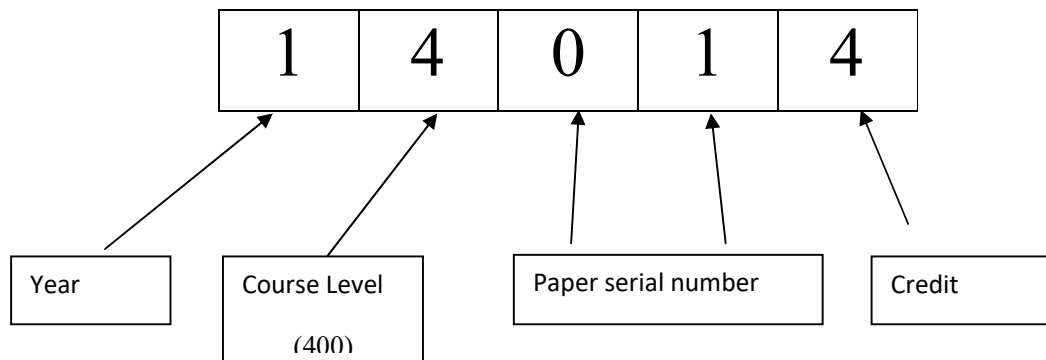 1 4 0 1 4
Year
Course Level
(400)
Paper serial number
Credit